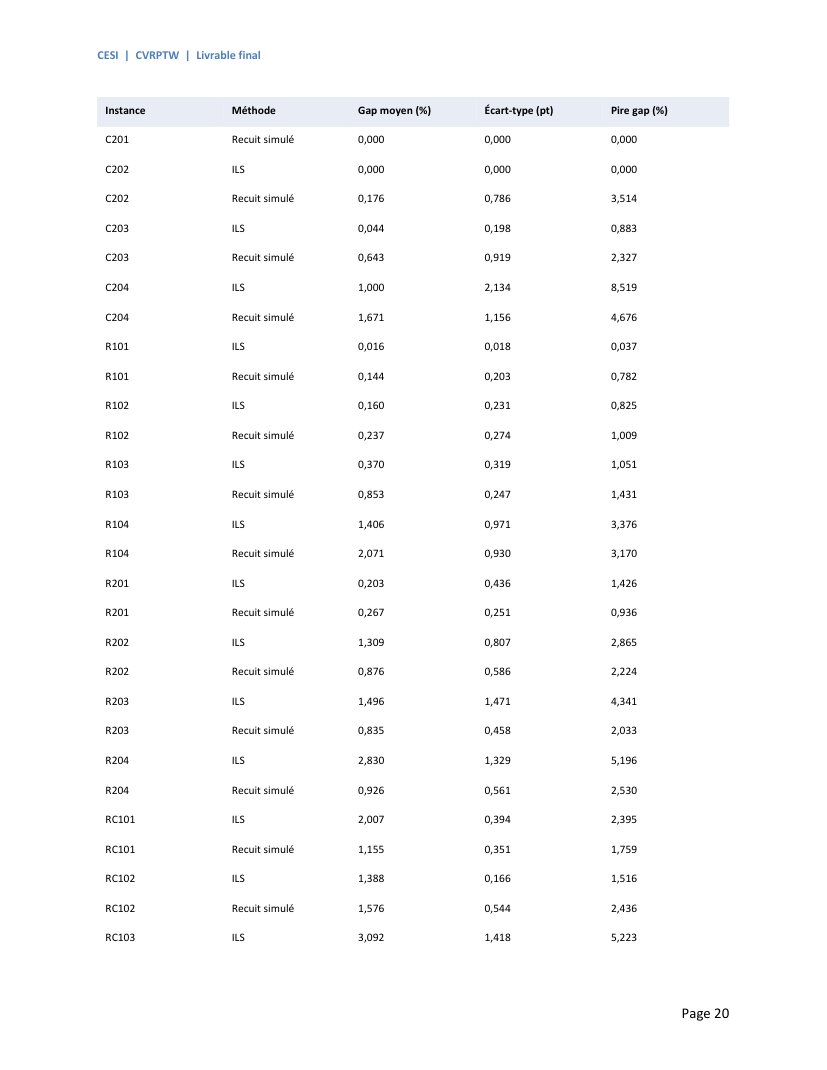 CESI | CVRPTW | Livrable final
Instance Méthode Gap moyen (%) Écart-type (pt) Pire gap (%)
C201 Recuit simulé 0,000 0,000 0,000
C202 ILS 0,000 0,000 0,000
C202 Recuit simulé 0,176 0,786 3,514
C203 ILS 0,044 0,198 0,883
C203 Recuit simulé 0,643 0,919 2,327
C204 ILS 1,000 2,134 8,519
C204 Recuit simulé 1,671 1,156 4,676
R101 ILS 0,016 0,018 0,037
R101 Recuit simulé 0,144 0,203 0,782
R102 ILS 0,160 0,231 0,825
R102 Recuit simulé 0,237 0,274 1,009
R103 ILS 0,370 0,319 1,051
R103 Recuit simulé 0,853 0,247 1,431
R104 ILS 1,406 0,971 3,376
R104 Recuit simulé 2,071 0,930 3,170
R201 ILS 0,203 0,436 1,426
R201 Recuit simulé 0,267 0,251 0,936
R202 ILS 1,309 0,807 2,865
R202 Recuit simulé 0,876 0,586 2,224
R203 ILS 1,496 1,471 4,341
R203 Recuit simulé 0,835 0,458 2,033
R204 ILS 2,830 1,329 5,196
R204 Recuit simulé 0,926 0,561 2,530
RC101 ILS 2,007 0,394 2,395
RC101 Recuit simulé 1,155 0,351 1,759
RC102 ILS 1,388 0,166 1,516
RC102 Recuit simulé 1,576 0,544 2,436
RC103 ILS 3,092 1,418 5,223
Page 20